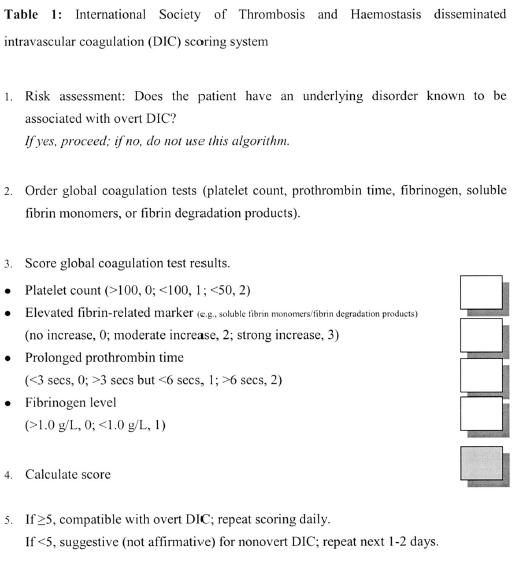 Table 1: International Society of Thrombosis and Haemostasis disseminated
intravascular coagulation (DIC) scoring system
1. Risk assessment: Does the patient have an underlying disorder known to be
associated with overt DIC?
If yes, proceed; if no, do not use this algorithm.
2. Order global coagulation tests (platelet count, prothrombin time, fibrinogen, soluble
fibrin monomers, or fibrin degradation products).
3. Score global coagulation test results.
• Platelet count (>100, 0; <100, 1; <50, 2)
• Elevated fibrin-related marker (e.g., soluble fibrin monomers/fibrin degradation products)
(no increase, 0; moderate increase, 2; strong increase, 3)
• Prolonged prothrombin time
(<3 secs, 0; >3 secs but <6 secs, 1; >6 secs, 2)
• Fibrinogen level
(>1.0 g/L, 0; <1.0 g/L, 1)
4. Calculate score
5. If ≥5, compatible with overt DIC; repeat scoring daily.
If <5, suggestive (not affirmative) for nonovert DIC; repeat next 1-2 days.